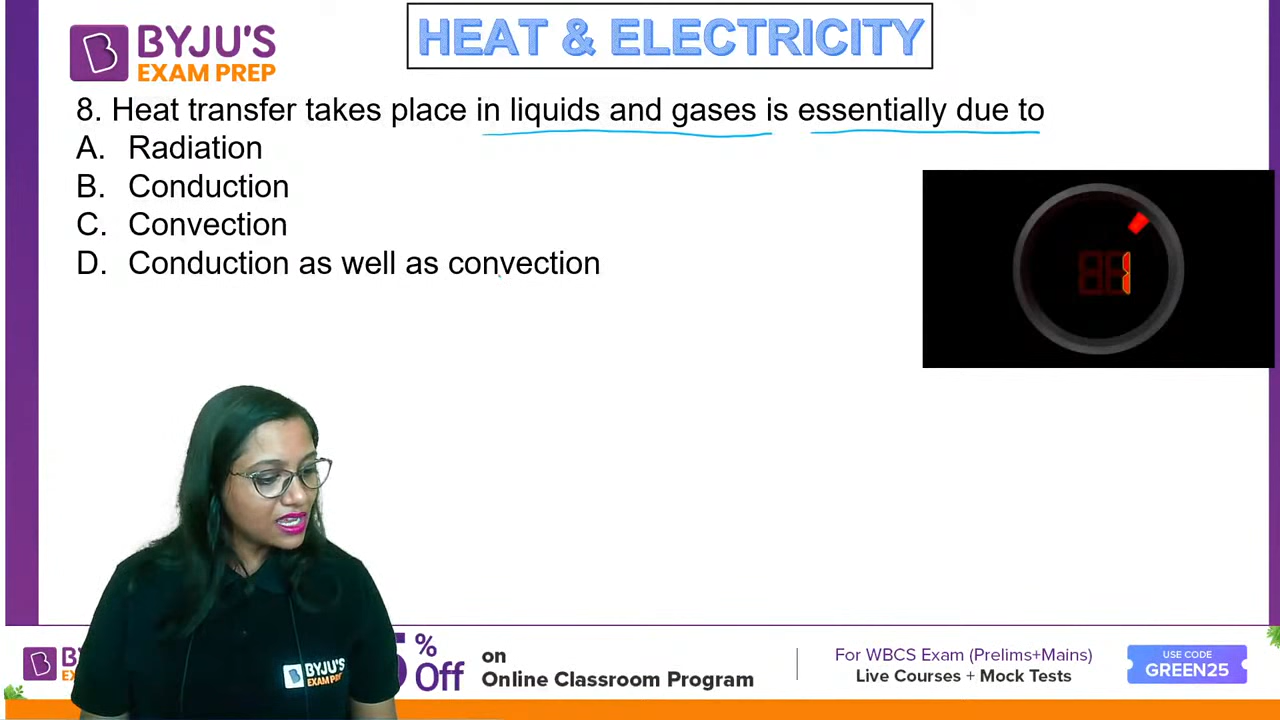 BYJU'S
EXAM PREP
HEAT & ELECTRICITY
8. Heat transfer takes place in liquids and gases is essentially due to
A. Radiation
B. Conduction
C. Convection
D. Conduction as well as convection
1
BYJU'S
EXAM PREP
% Off
on
Online Classroom Program
For WBCS Exam (Prelims+Mains)
Live Courses + Mock Tests
USE CODE
GREEN25